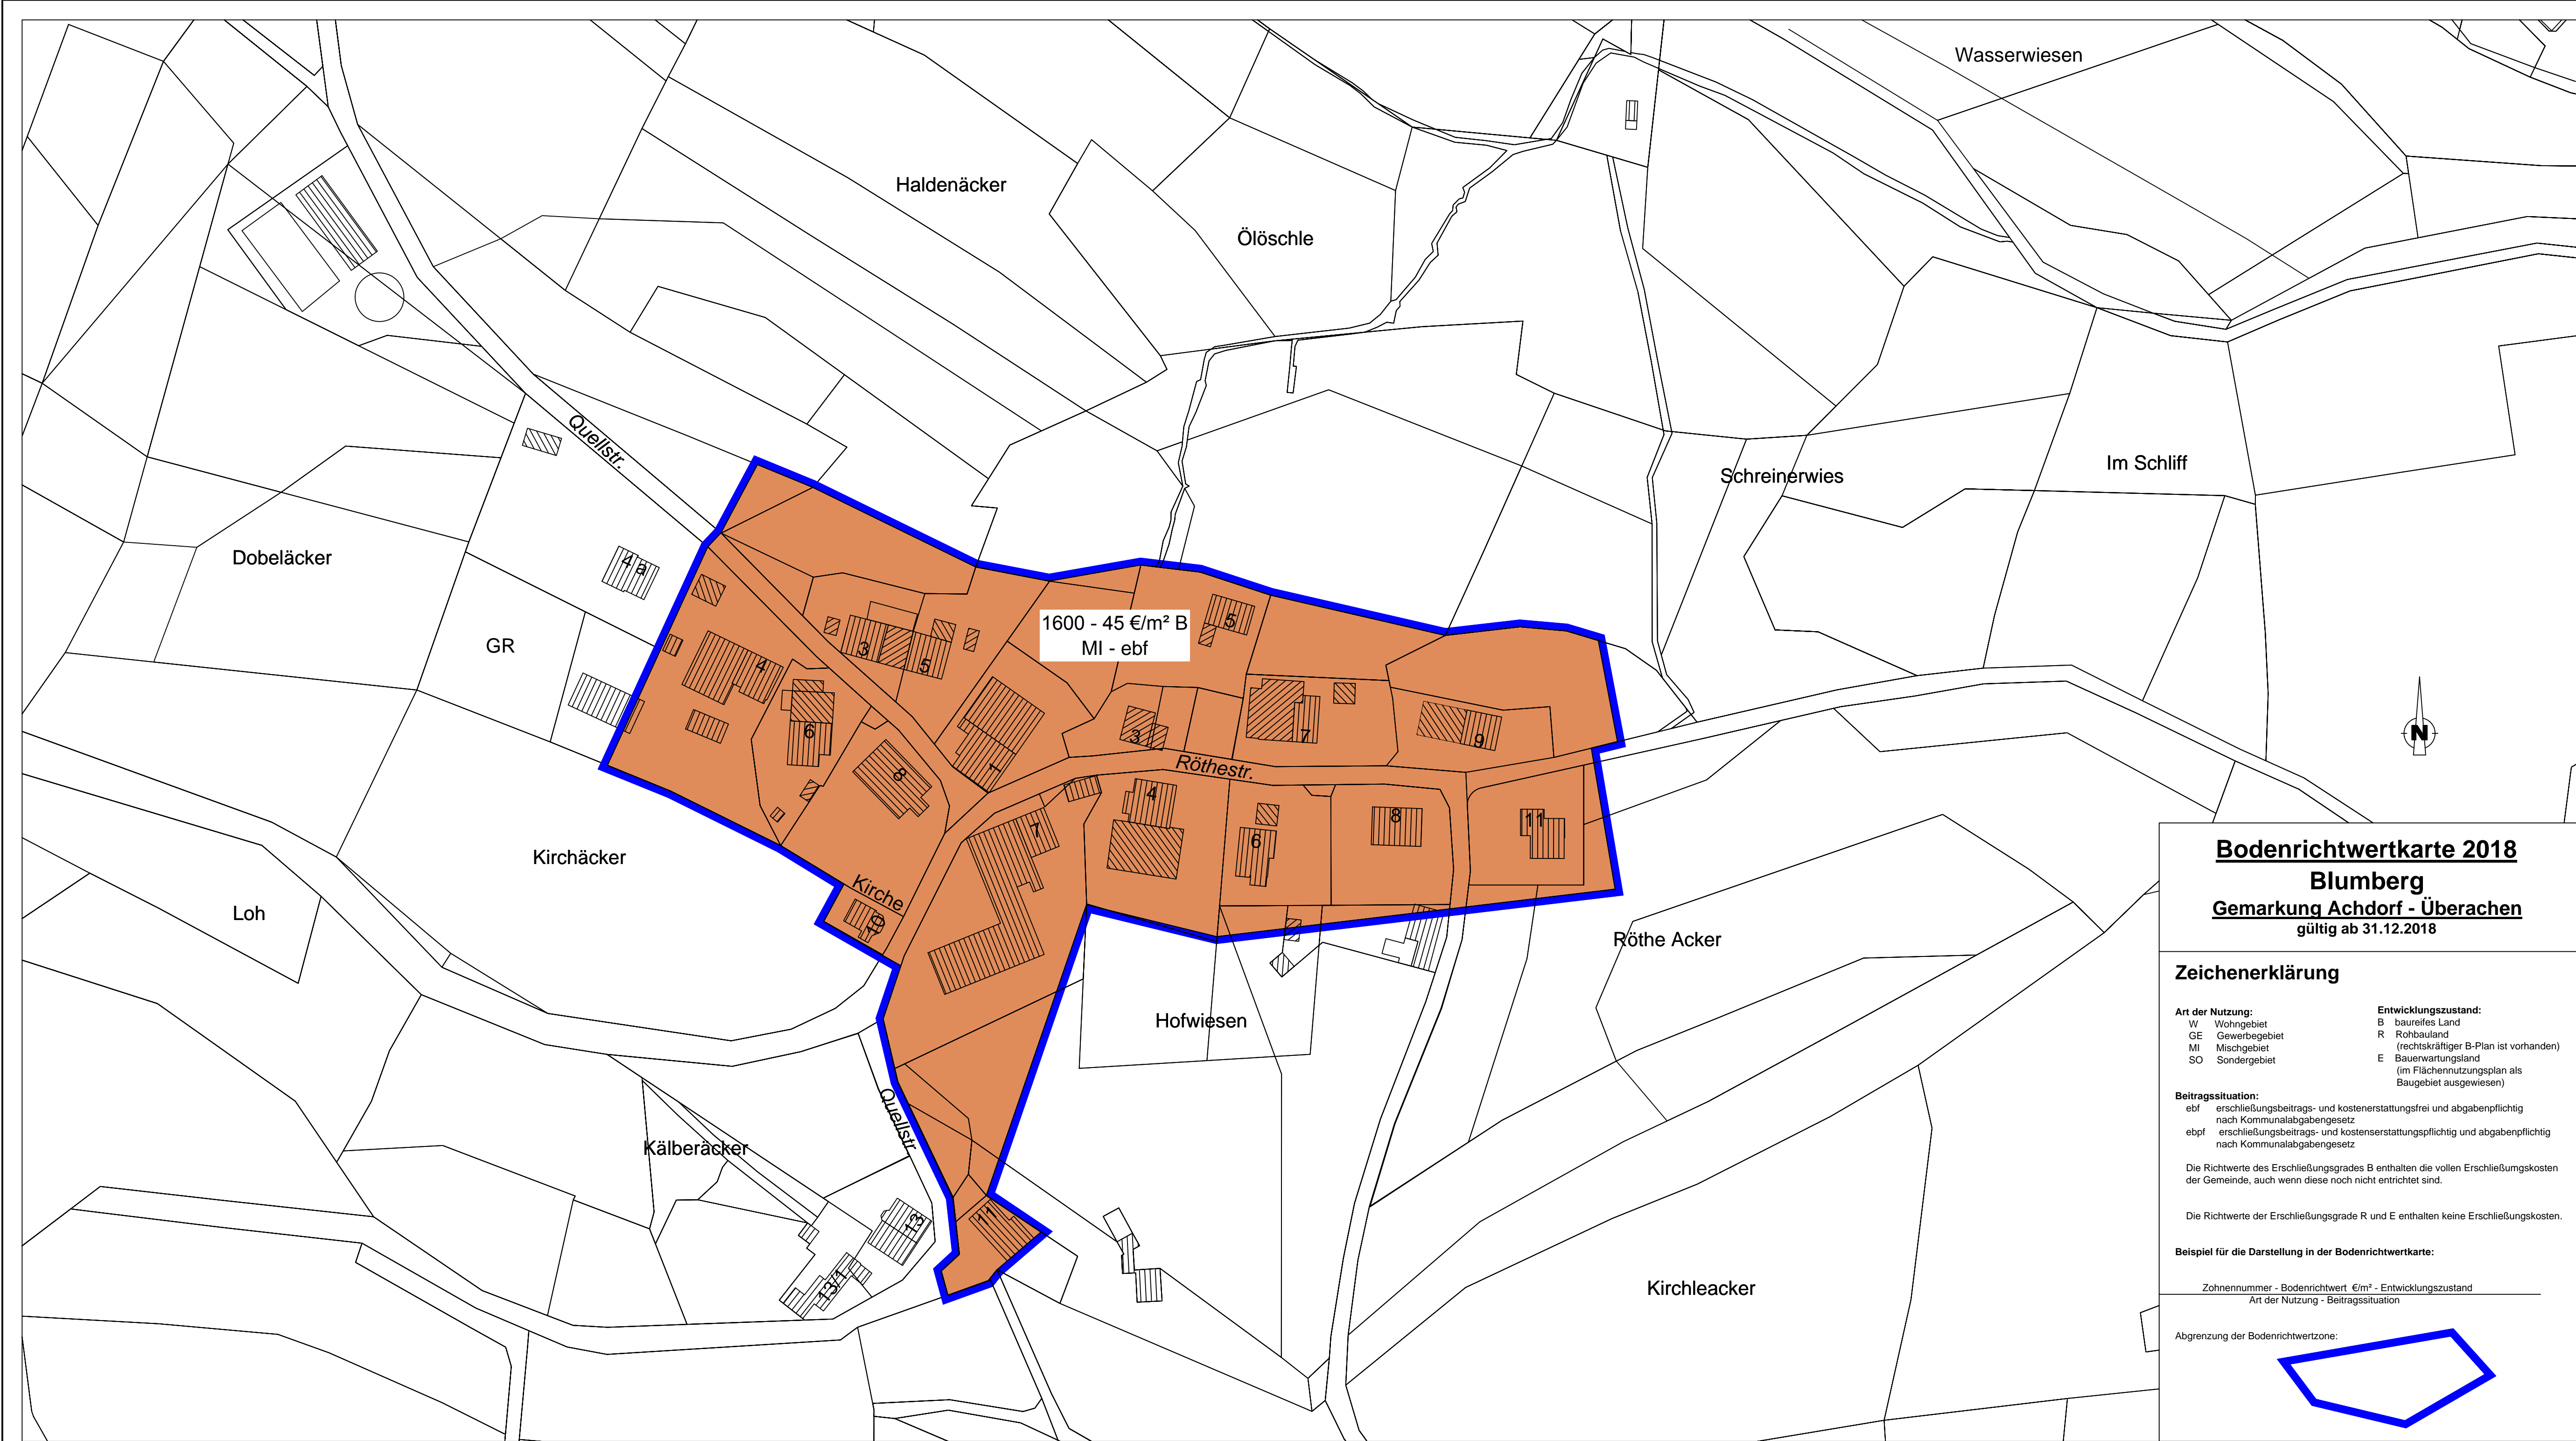 Wasserwiesen
Haldenäcker
Ölöschle
Quellstr.
Schreinerwies
Im Schliff
Dobeläcker
4 a
GR
1600 - 45 €/m² B
MI - ebf
5
3
5
4
6
8
1
3
7
9
Röthestr.
4
6
8
11
7
N
Kirchäcker
Kirche
10
Loh
Röthe Acker
Hofwiesen
Quellstr.
Kälberäcker
13
13/1
11
Kirchleacker
Bodenrichtwertkarte 2018
Blumberg
Gemarkung Achdorf - Überachen
gültig ab 31.12.2018
Zeichenerklärung
Art der Nutzung:
W Wohngebiet
GE Gewerbegebiet
MI Mischgebiet
SO Sondergebiet
Entwicklungszustand:
B baureifes Land
R Rohbauland
(rechtskräftiger B-Plan ist vorhanden)
E Bauerwartungsland
(im Flächennutzungsplan als
Baugebiet ausgewiesen)
Beitragssituation:
ebf erschließungsbeitrags- und kostenerstattungsfrei und abgabenpflichtig
nach Kommunalabgabengesetz
ebpf erschließungsbeitrags- und kostenserstattungspflichtig und abgabenpflichtig
nach Kommunalabgabengesetz
Die Richtwerte des Erschließungsgrades B enthalten die vollen Erschließumgskosten
der Gemeinde, auch wenn diese noch nicht entrichtet sind.
Die Richtwerte der Erschließungsgrade R und E enthalten keine Erschließungskosten.
Beispiel für die Darstellung in der Bodenrichtwertkarte:
Zohnennummer - Bodenrichtwert €/m² - Entwicklungszustand
Art der Nutzung - Beitragssituation
Abgrenzung der Bodenrichtwertzone: